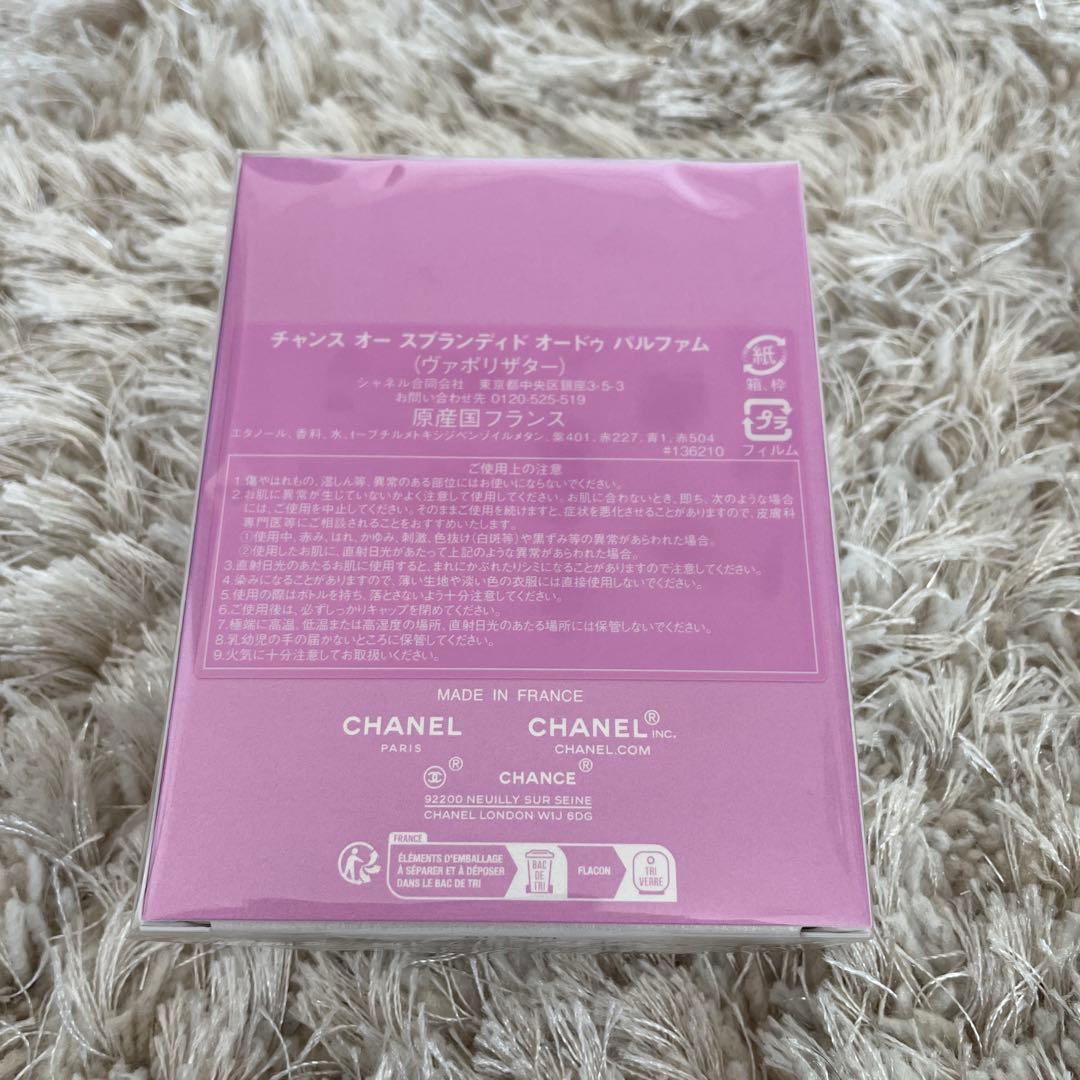 チャンス オー スプランディド オードゥ パルファム
(ヴァポリザター)
シャネル合同会社　東京都中央区銀座3-5-3
お問い合わせ先 0120-525-519
原産国フランス
エタノール、香料、水、t-ブチルメトキシジベンゾイルメタン、紫401、赤227、青1、赤504
#136210
紙
箱、枠
プラ
フィルム
ご使用上の注意
1.傷やはれもの、湿しん等、異常のある部位にはお使いにならないでください。
2.お肌に異常が生じていないかよく注意して使用してください。お肌に合わないとき、即ち、次のような場合
には、ご使用を中止してください。そのままご使用を続けますと、症状を悪化させることがありますので、皮膚科
専門医等にご相談されることをおすすめいたします。
①使用中、赤み、はれ、かゆみ、刺激、色抜け(白斑等)や黒ずみ等の異常があらわれた場合。
②使用したお肌に、直射日光があたって上記のような異常があらわれた場合。
3.直射日光のあたるお肌に使用すると、まれにかぶれたりシミになることがありますので注意してください。
4.染みになることがありますので、薄い生地や淡い色の衣服には直接使用しないでください。
5.使用の際はボトルを持ち、落とさないよう十分注意してください。
6.ご使用後は、必ずしっかりキャップを閉めてください。
7.極端に高温、低温または高湿度の場所、直射日光のあたる場所には保管しないでください。
8.乳幼児の手の届かないところに保管してください。
9.火気に十分注意してお取扱いください。
MADE IN FRANCE
CHANEL
PARIS
CHANEL® INC.
CHANEL.COM
® CHANCE®
92200 NEUILLY SUR SEINE
CHANEL LONDON W1J 6DG
FRANCE
ÉLÉMENTS D'EMBALLAGE
À SÉPARER ET À DÉPOSER
DANS LE BAC DE TRI
BAC
DE
TRI
FLACON
TRI
VERRE